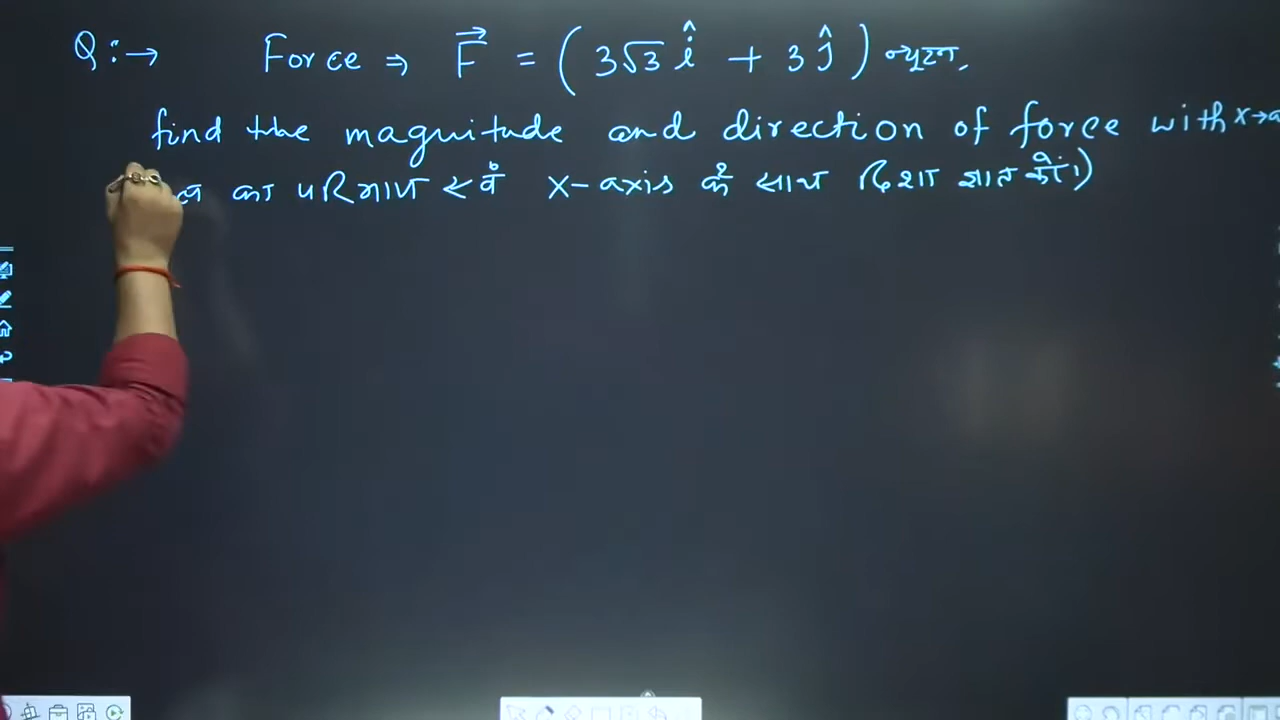 Q:→ Force ⇒ F⃗ = (3√3 î + 3 ĵ) न्यूटन,
find the magnitude and direction of force with x→a
का परिमाण एवं X-axis के साथ दिशा ज्ञात करें।)